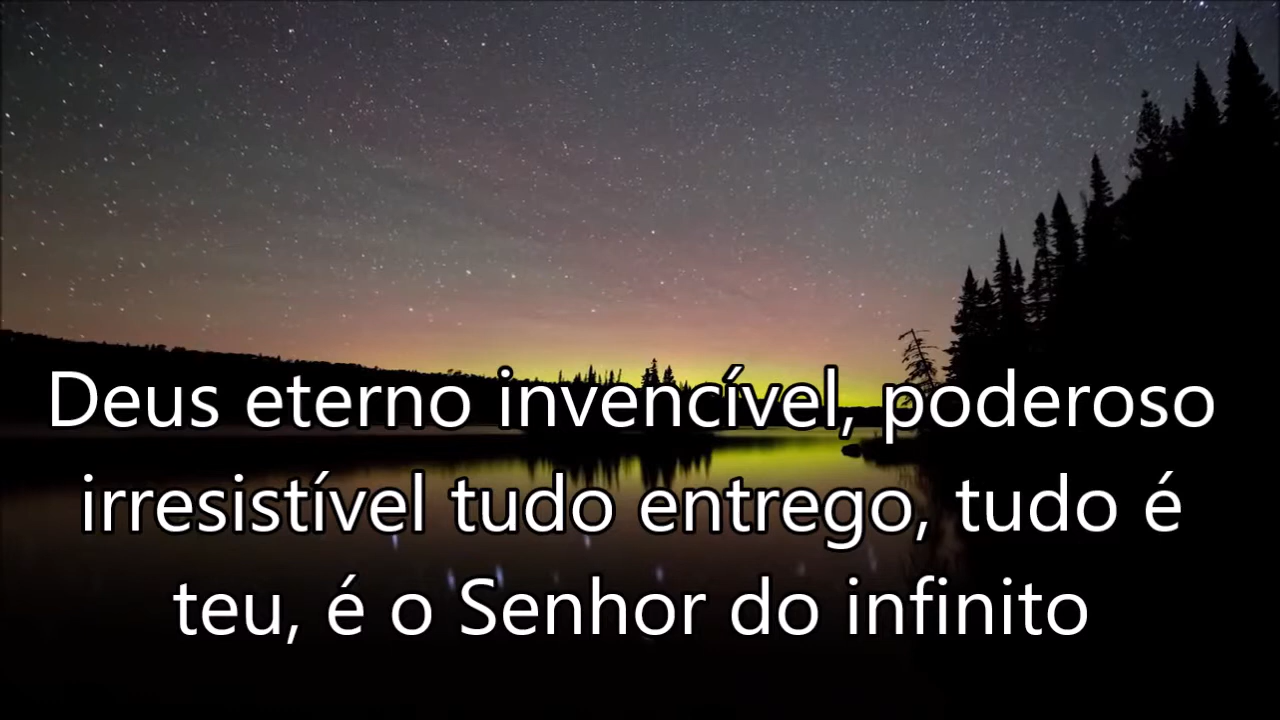 Deus eterno invencível, poderoso
irresistível tudo entrego, tudo é
teu, é o Senhor do infinito